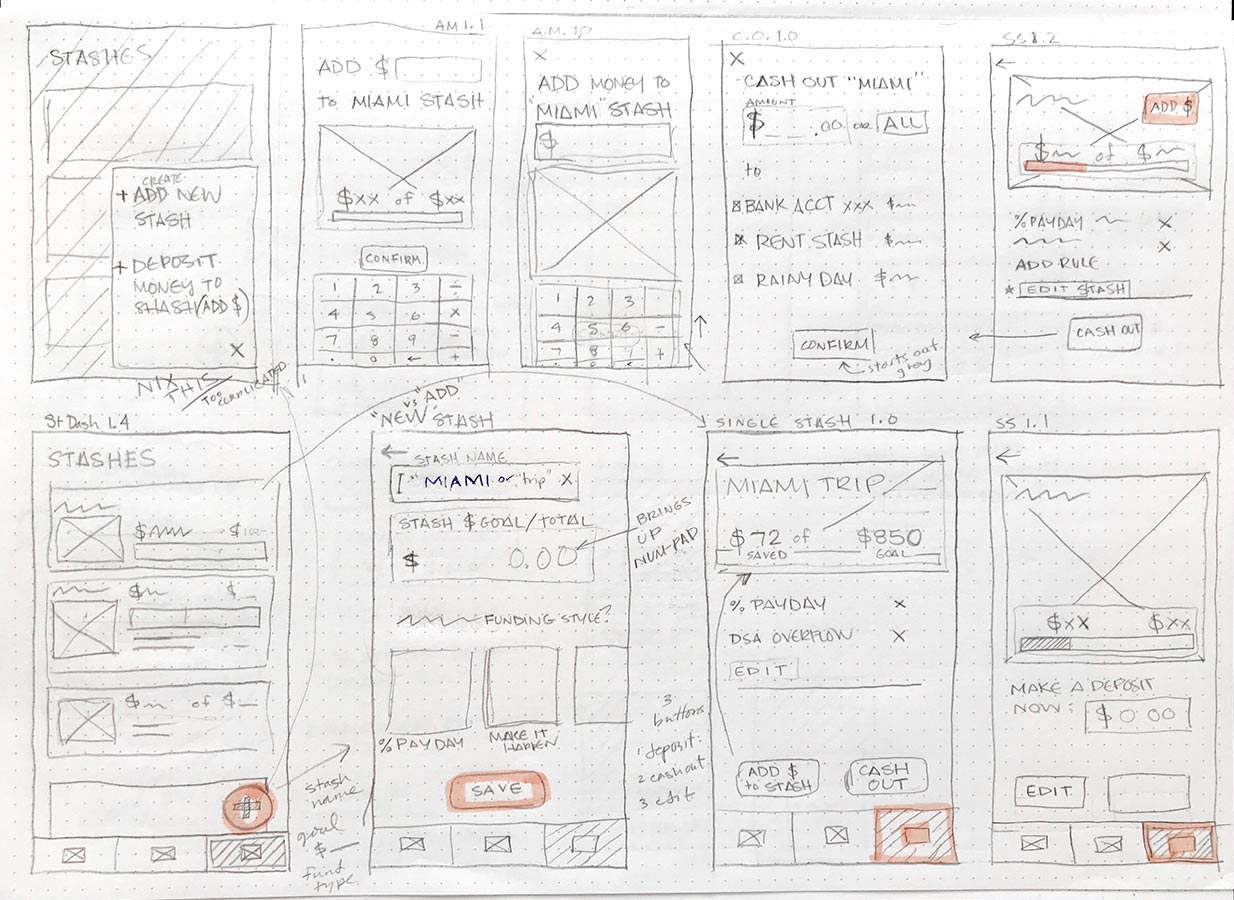 STASHES
CREATE
+ ADD NEW
STASH
+ DEPOSIT
MONEY TO
STASH (ADD $)
X
NIX
THIS
TOO COMPLICATED
AM 1.1
ADD $
to MIAMI STASH
$XX of $XX
CONFIRM
1 2 3 ÷
4 5 6 X
7 8 9 -
. 0 ← +
A.M. 1.0
X
ADD MONEY TO
"MIAMI" STASH
$
1 2 3
4 5 6 -
7 8 9 +
C.O. 1.0
X
CASH OUT "MIAMI"
AMOUNT
$ _ _ .00 OR ALL
to
BANK ACCT XXX $
RENT STASH $
RAINY DAY $
CONFIRM
starts out
gray
SS 1.2
←
ADD $
$ of $
% PAYDAY X
X
ADD RULE
* EDIT STASH
CASH OUT
St Dash 1.4
STASHES
$ $100
$ $
$ of $
+
stash
name
goal
$
fund
type
vs "ADD"
"NEW" STASH
←
STASH NAME
["MIAMI or "trip" X
STASH $ GOAL/TOTAL
$ 0.00
BRINGS
UP
NUM-PAD
FUNDING STYLE?
% PAYDAY
MAKE IT
HAPPEN
SAVE
3
buttons
1 deposit
2 cashout
3 edit
SINGLE STASH 1.0
←
MIAMI TRIP
$72 of $850
SAVED GOAL
% PAYDAY X
DSA OVERFLOW X
EDIT
ADD $
to STASH
CASH
OUT
SS 1.1
←
$XX $XX
MAKE A DEPOSIT
NOW: $0.00
EDIT